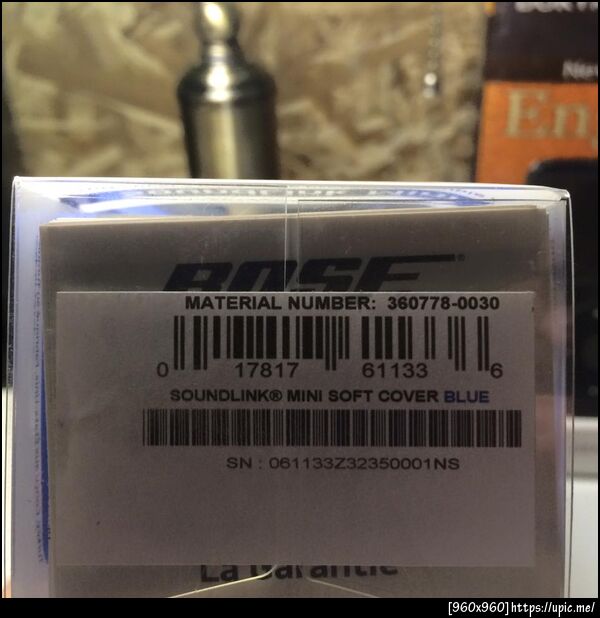 En
BOSE®
MATERIAL NUMBER: 360778-0030
0 17817 61133 6
SOUNDLINK® MINI SOFT COVER BLUE
SN : 061133Z32350001NS
La Garantie
[960x960]https://upic.me/